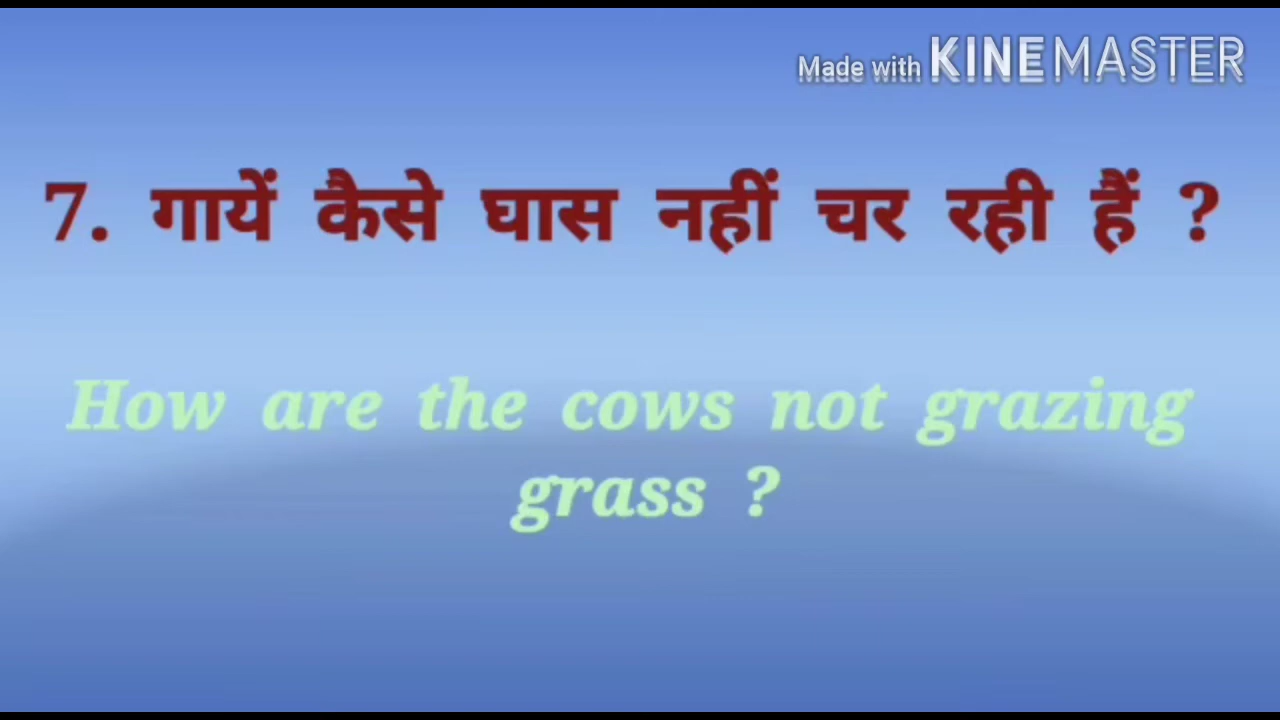 Made with KINEMASTER
7. गायें कैसे घास नहीं चर रही हैं ?
How are the cows not grazing
grass ?